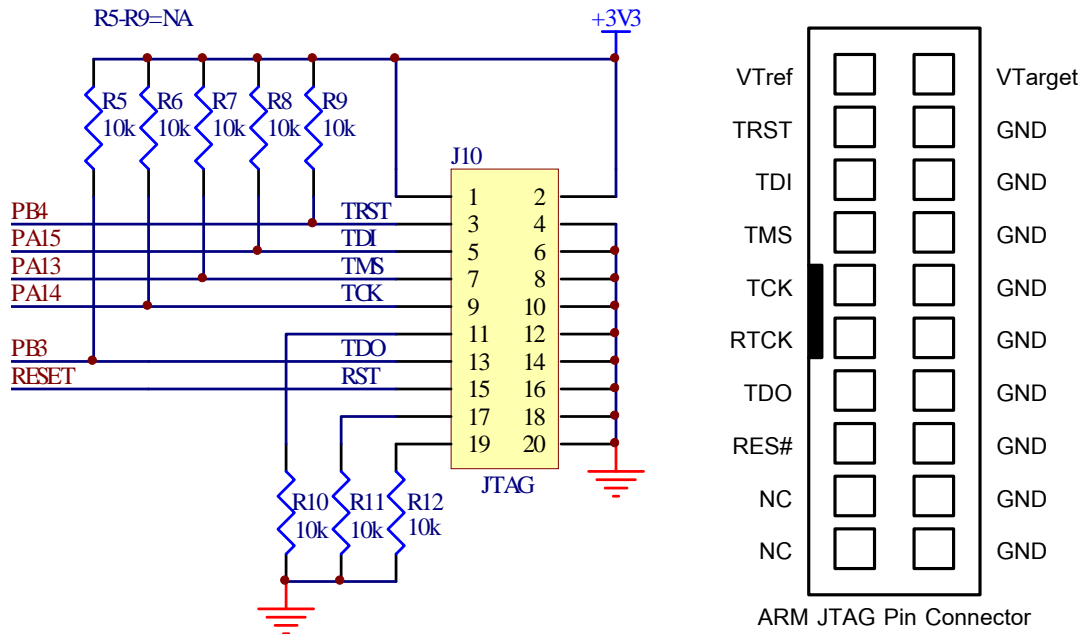 R5-R9=NA
+3V3
R5 R6 R7 R8 R9
10k 10k 10k 10k 10k
J10
1 2
PB4 TRST 3 4
PA15 TDI 5 6
PA13 TMS 7 8
PA14 TCK 9 10
11 12
PB3 TDO 13 14
RESET RST 15 16
17 18
19 20
JTAG
R10 R11 R12
10k 10k 10k
VTref VTarget
TRST GND
TDI GND
TMS GND
TCK GND
RTCK GND
TDO GND
RES# GND
NC GND
NC GND
ARM JTAG Pin Connector